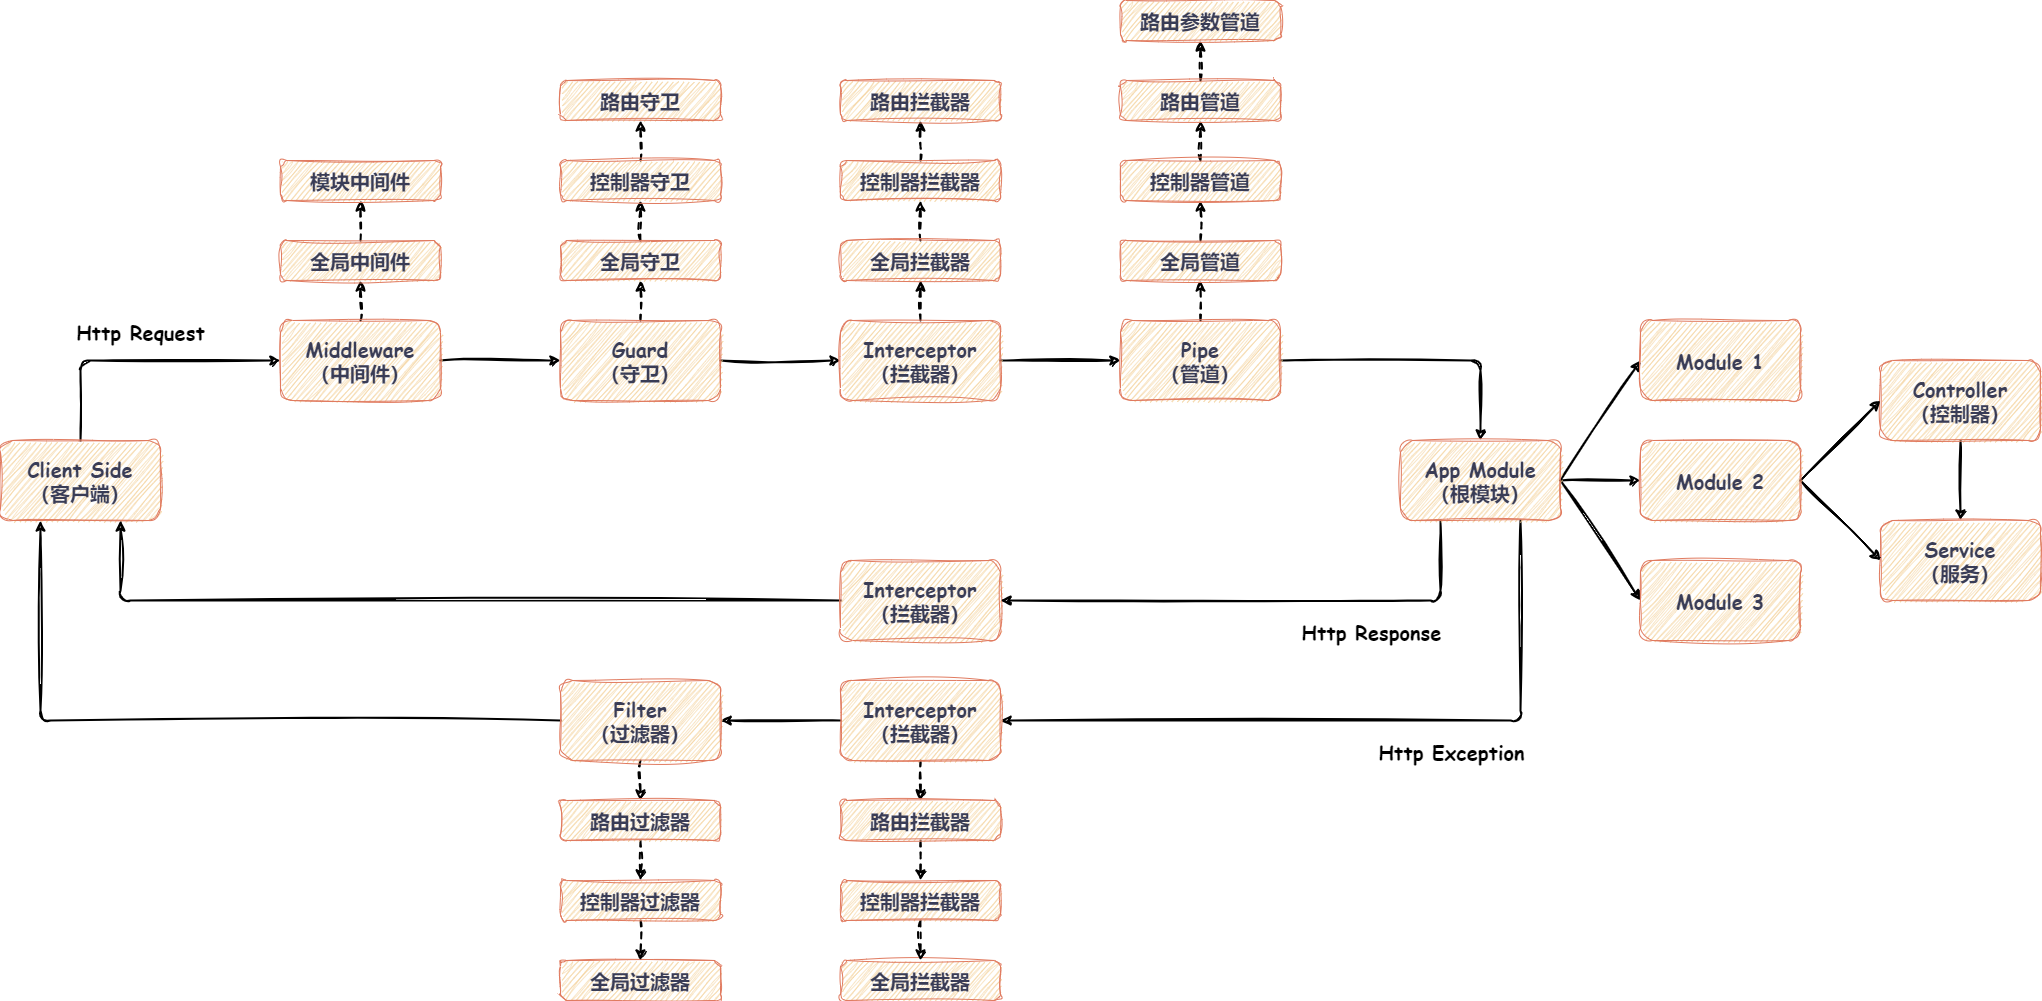 路由参数管道
路由守卫
路由拦截器
路由管道
模块中间件
控制器守卫
控制器拦截器
控制器管道
全局中间件
全局守卫
全局拦截器
全局管道
Http Request
Middleware
(中间件)
Guard
(守卫)
Interceptor
(拦截器)
Pipe
(管道)
Module 1
Controller
(控制器)
Client Side
(客户端)
App Module
(根模块)
Module 2
Service
(服务)
Interceptor
(拦截器)
Module 3
Http Response
Filter
(过滤器)
Interceptor
(拦截器)
Http Exception
路由过滤器
路由拦截器
控制器过滤器
控制器拦截器
全局过滤器
全局拦截器